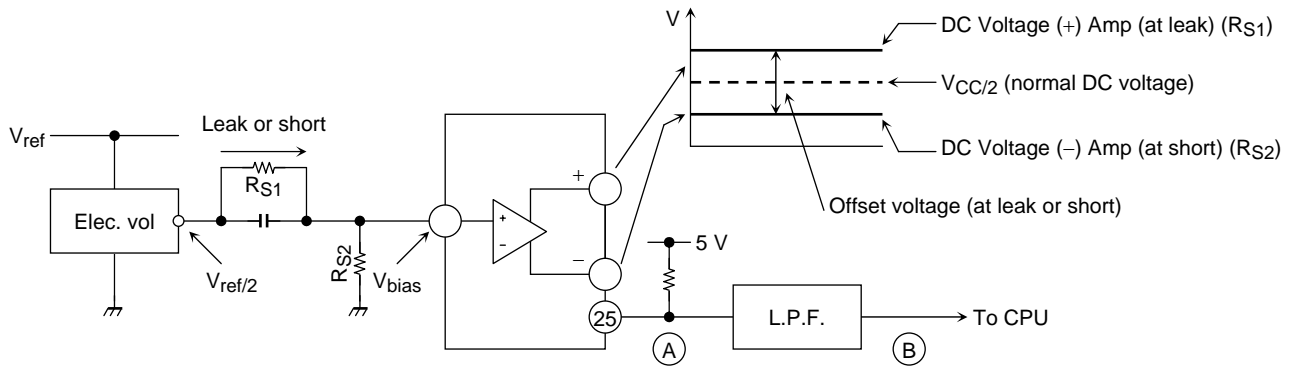 V
DC Voltage (+) Amp (at leak) (RS1)
VCC/2 (normal DC voltage)
DC Voltage (−) Amp (at short) (RS2)
Offset voltage (at leak or short)
Vref
Leak or short
RS1
Elec. vol
Vref/2
RS2
Vbias
+
−
+
−
5 V
25
L.P.F.
To CPU
A
B